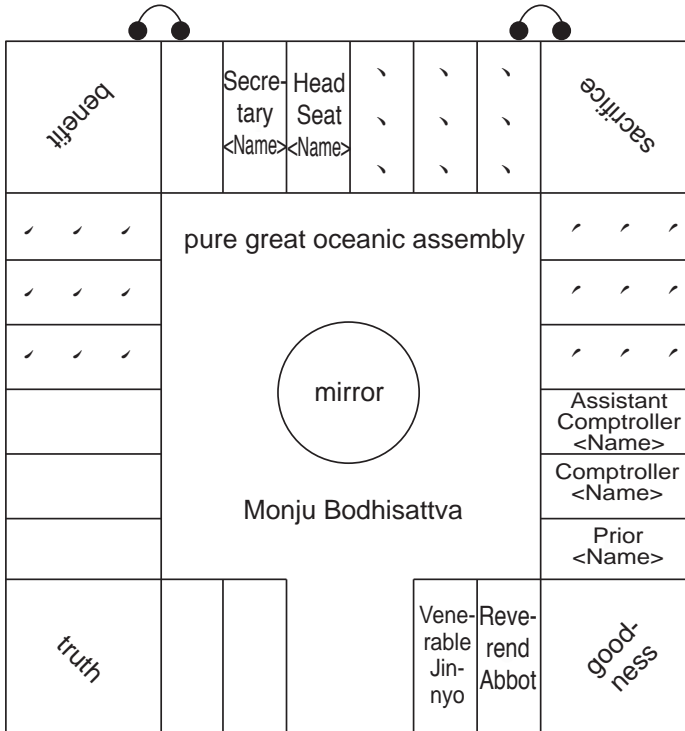 benefit
Secre-
tary
<Name>
Head
Seat
<Name>
sacrifice
pure great oceanic assembly
mirror
Monju Bodhisattva
Assistant
Comptroller
<Name>
Comptroller
<Name>
Prior
<Name>
truth
Vene-
rable
Jin-
nyo
Reve-
rend
Abbot
good-
ness